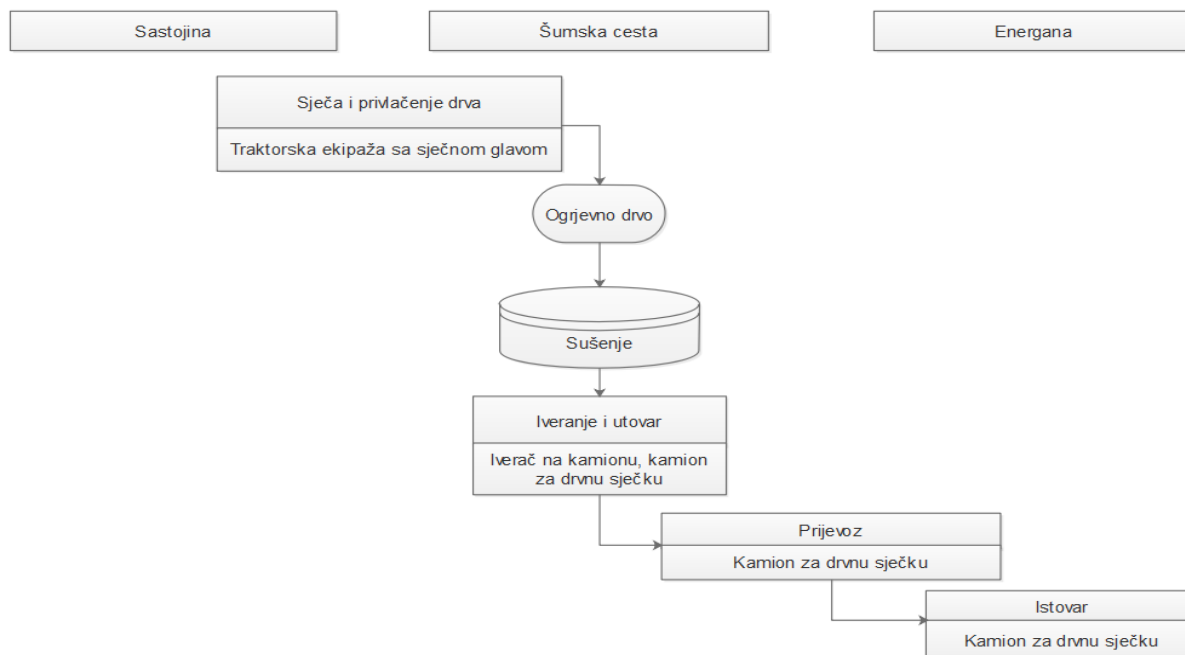 Sastojina
Šumska cesta
Energana
Sječa i privlačenje drva
Traktorska ekipaža sa sječnom glavom
Ogrjevno drvo
Sušenje
Iveranje i utovar
Iverač na kamionu, kamion
za drvnu sječku
Prijevoz
Kamion za drvnu sječku
Istovar
Kamion za drvnu sječku